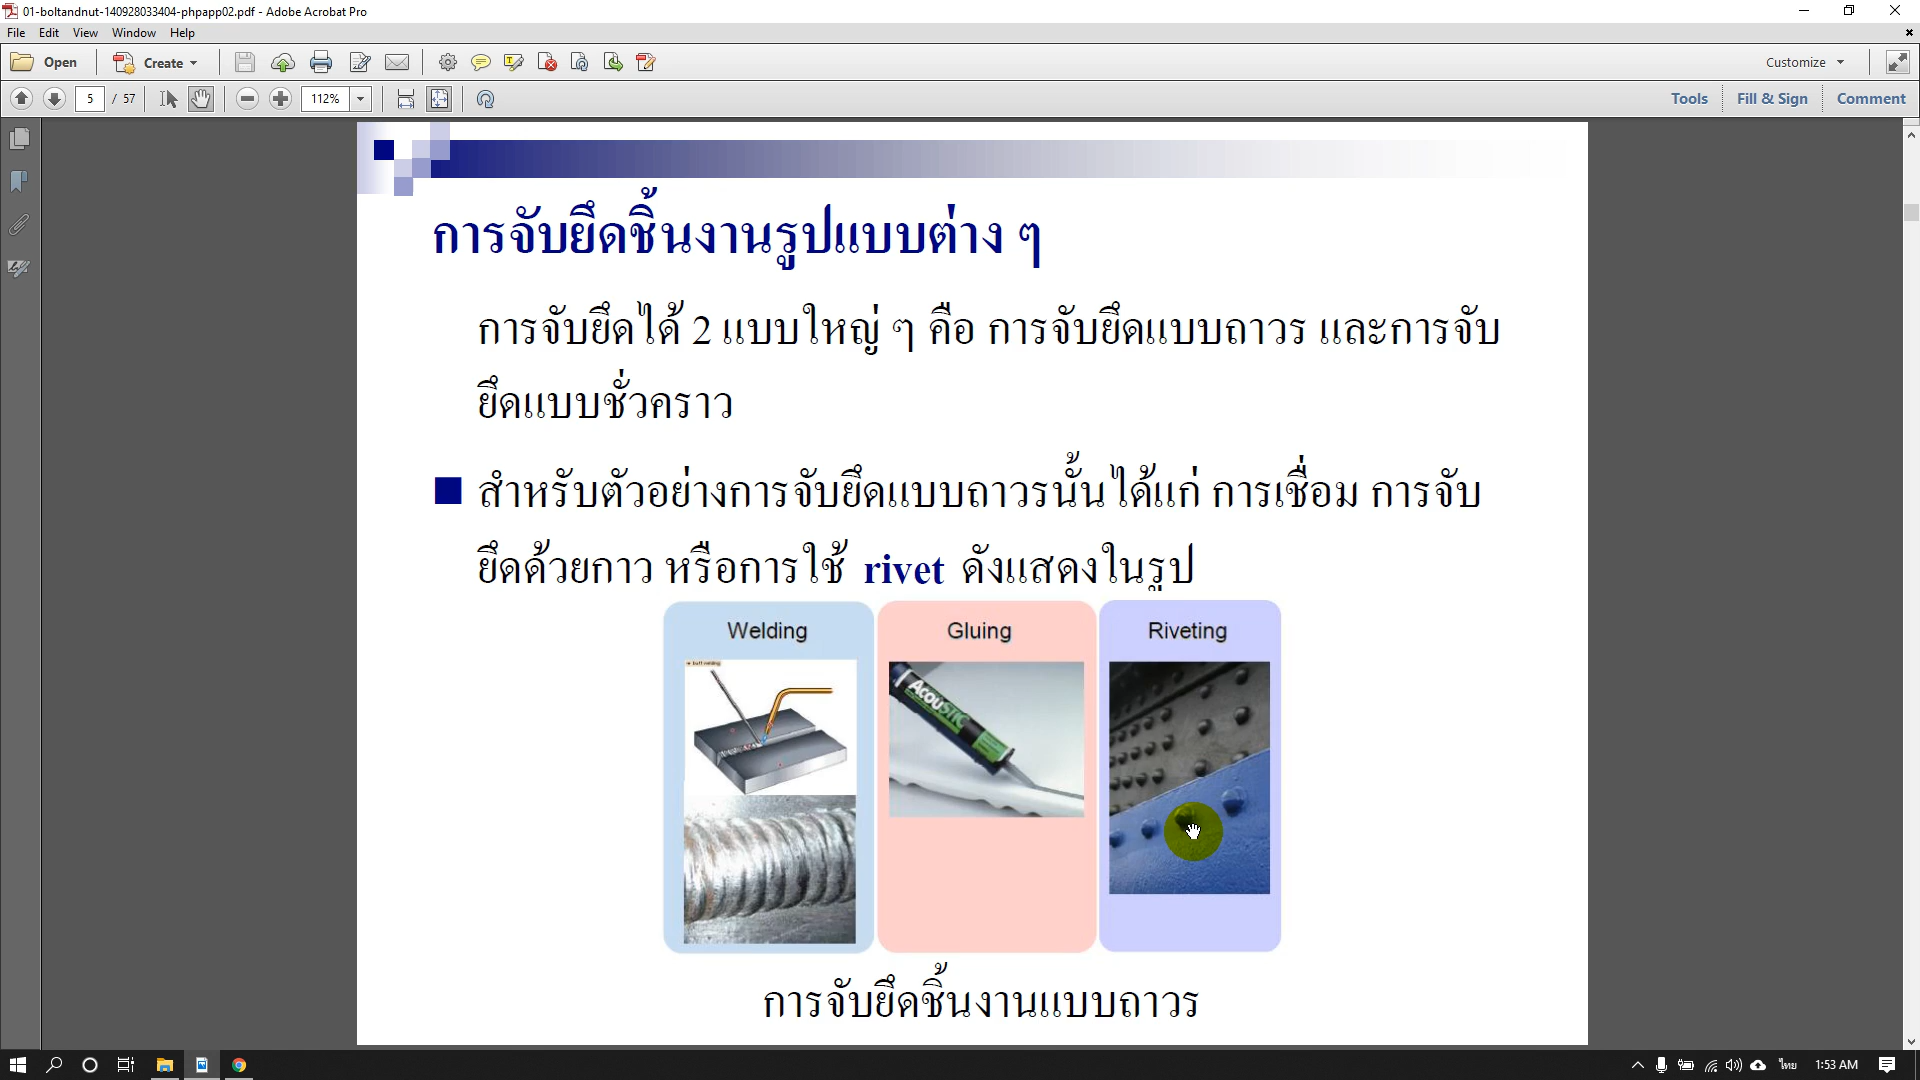 01-boltandnut-140928033404-phpapp02.pdf - Adobe Acrobat Pro
File Edit View Window Help
Open Create Customize
5 / 57 112% Tools Fill & Sign Comment
การจับยึดชิ้นงานรูปแบบต่าง ๆ
การจับยึดได้ 2 แบบใหญ่ ๆ คือ การจับยึดแบบถาวร และการจับ
ยึดแบบชั่วคราว
สำหรับตัวอย่างการจับยึดแบบถาวรนั้นได้แก่ การเชื่อม การจับ
ยึดด้วยกาว หรือการใช้ rivet ดังแสดงในรูป
Welding Gluing Riveting
butt welding
ACOUSTIC
การจับยึดชิ้นงานแบบถาวร
ไทย 1:53 AM